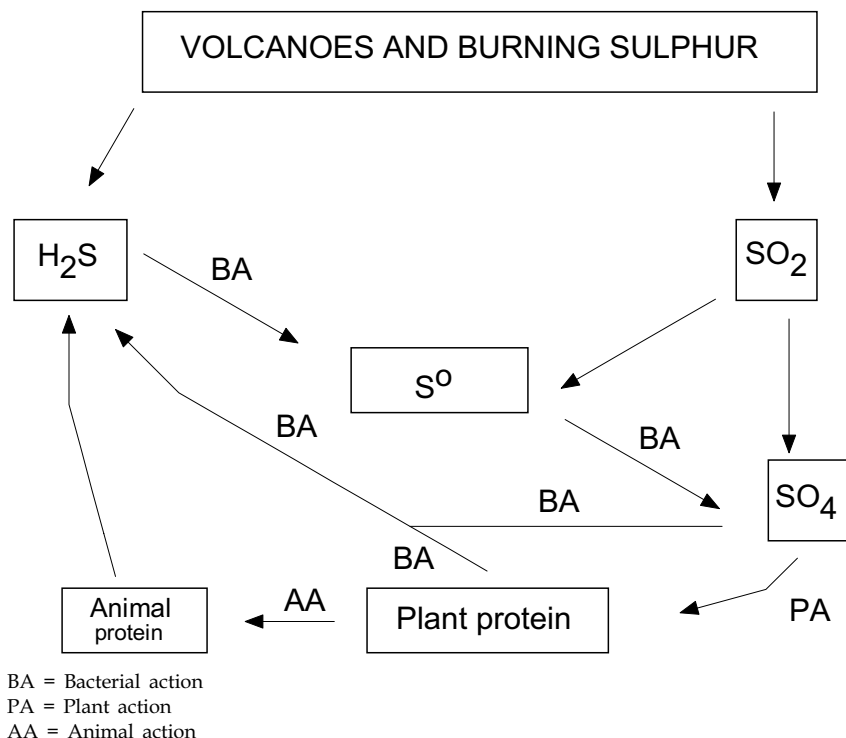 VOLCANOES AND BURNING SULPHUR
H2S
BA
SO2
So
BA
BA
BA
SO4
BA
Animal
protein
AA
Plant protein
PA
BA = Bacterial action
PA = Plant action
AA = Animal action